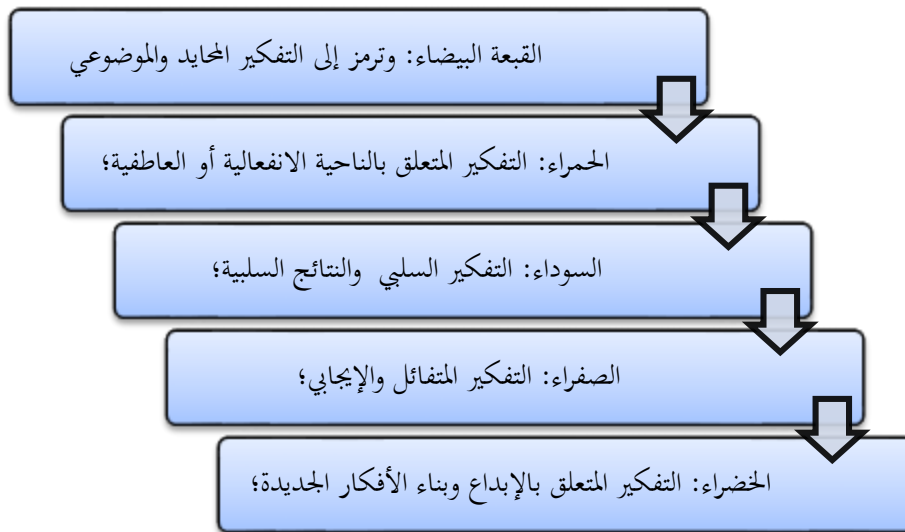 القبعة البيضاء: وترمز إلى التفكير المحايد والموضوعي
الحمراء: التفكير المتعلق بالناحية الانفعالية أو العاطفية؛
السوداء: التفكير السلبي والنتائج السلبية؛
الصفراء: التفكير المتفائل والإيجابي؛
الخضراء: التفكير المتعلق بالإبداع وبناء الأفكار الجديدة؛